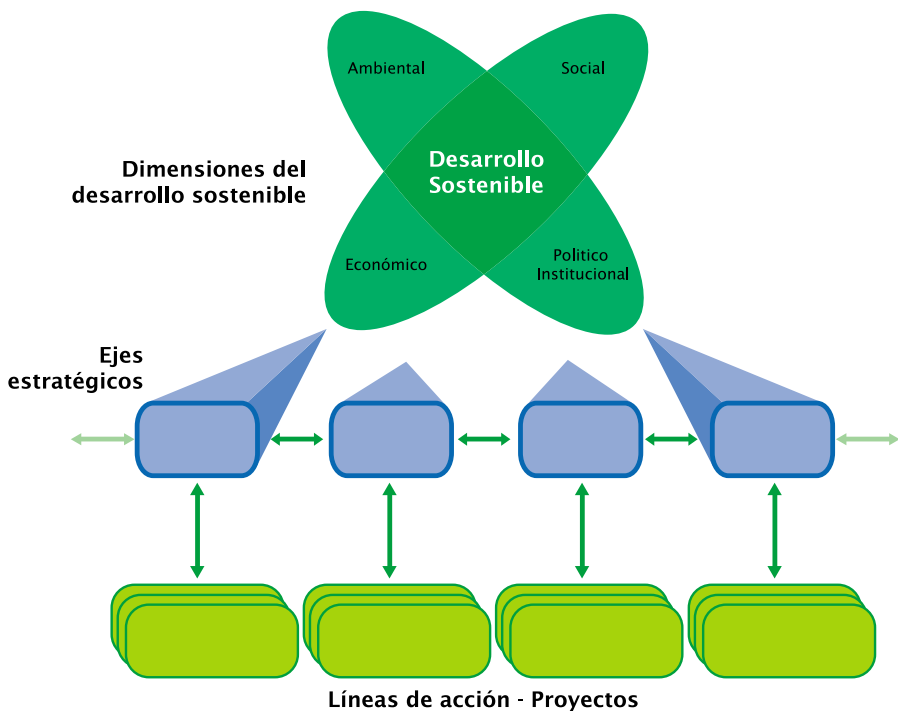 Ambiental
Social
Desarrollo
Sostenible
Dimensiones del
desarrollo sostenible
Económico
Politico
Institucional
Ejes
estratégicos
Líneas de acción - Proyectos